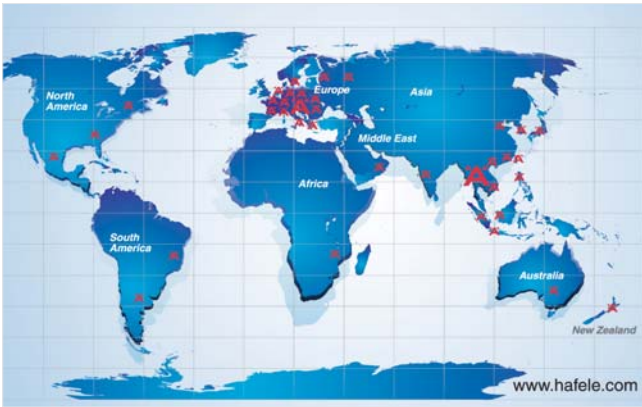 North
America
Europe
Asia
Middle East
Africa
South
America
Australia
New Zealand
www.hafele.com